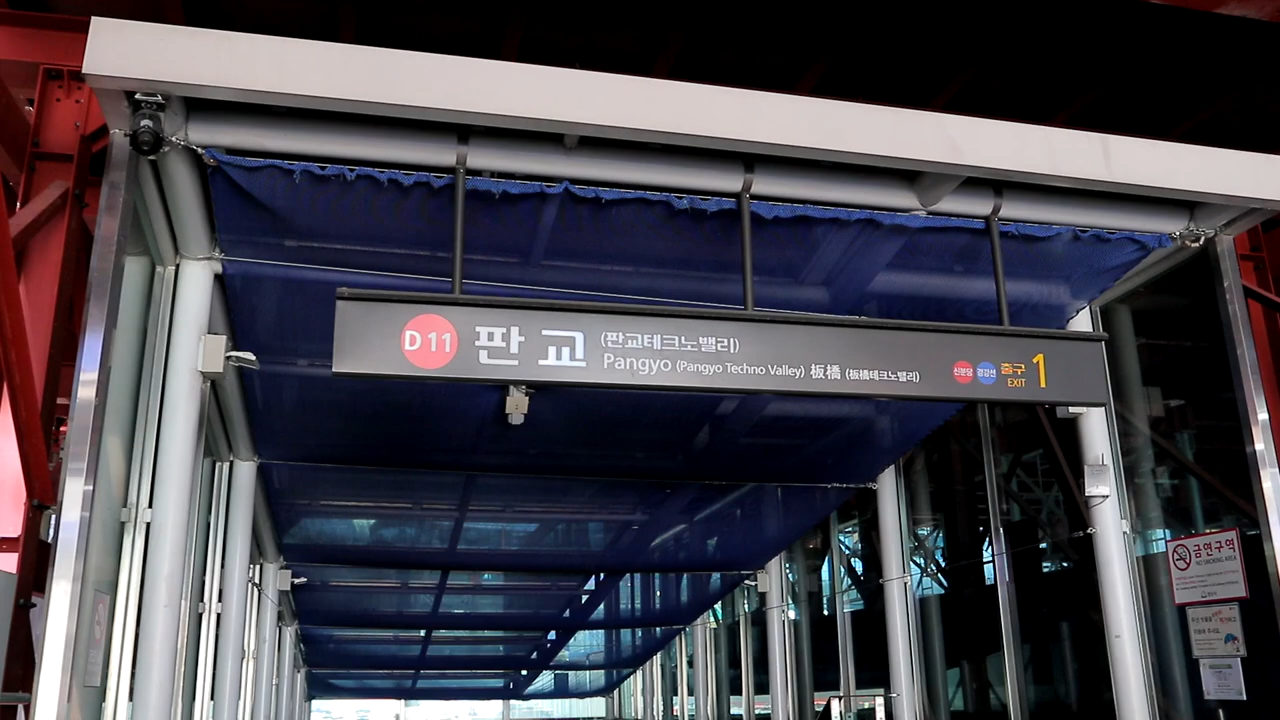 D11 판교 (판교테크노밸리)
Pangyo (Pangyo Techno Valley) 板橋 (板橋테크노밸리)
신분당 경강선 출구 1
EXIT
금연구역
NO SMOKING AREA